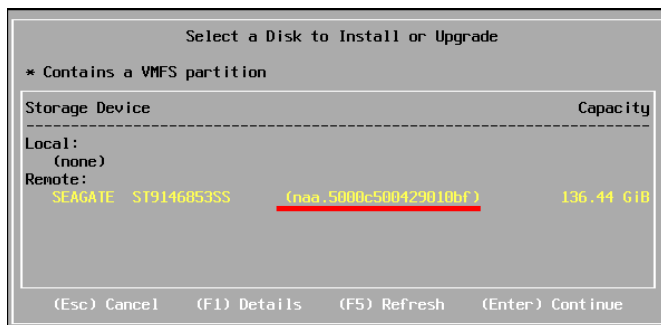 Select a Disk to Install or Upgrade
* Contains a VMFS partition
Storage Device Capacity
Local:
(none)
Remote:
SEAGATE ST9146853SS (naa.5000c500429010bf) 136.44 GiB
(Esc) Cancel (F1) Details (F5) Refresh (Enter) Continue